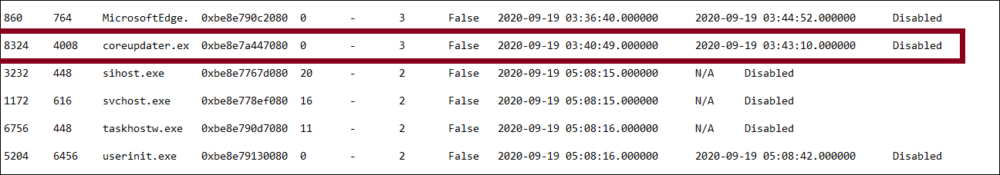 860 764 MicrosoftEdge. 0xbe8e790c2080 0 - 3 False 2020-09-19 03:36:40.000000 2020-09-19 03:44:52.000000 Disabled
8324 4008 coreupdater.ex 0xbe8e7a447080 0 - 3 False 2020-09-19 03:40:49.000000 2020-09-19 03:43:10.000000 Disabled
3232 448 sihost.exe 0xbe8e7767d080 20 - 2 False 2020-09-19 05:08:15.000000 N/A Disabled
1172 616 svchost.exe 0xbe8e778ef080 16 - 2 False 2020-09-19 05:08:15.000000 N/A Disabled
6756 448 taskhostw.exe 0xbe8e790d7080 11 - 2 False 2020-09-19 05:08:16.000000 N/A Disabled
5204 6456 userinit.exe 0xbe8e79130080 0 - 2 False 2020-09-19 05:08:16.000000 2020-09-19 05:08:42.000000 Disabled